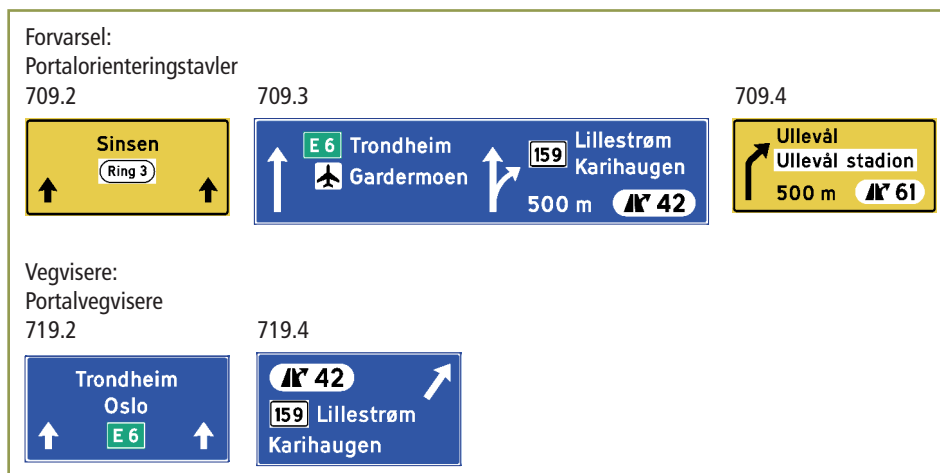 Forvarsel:
Portalorienteringstavler
709.2
709.3
709.4
Sinsen
Ring 3
E 6 Trondheim
Gardermoen
159 Lillestrøm
Karihaugen
500 m 42
Ullevål
Ullevål stadion
500 m 61
Vegvisere:
Portalvegvisere
719.2
719.4
Trondheim
Oslo
E 6
42
159 Lillestrøm
Karihaugen